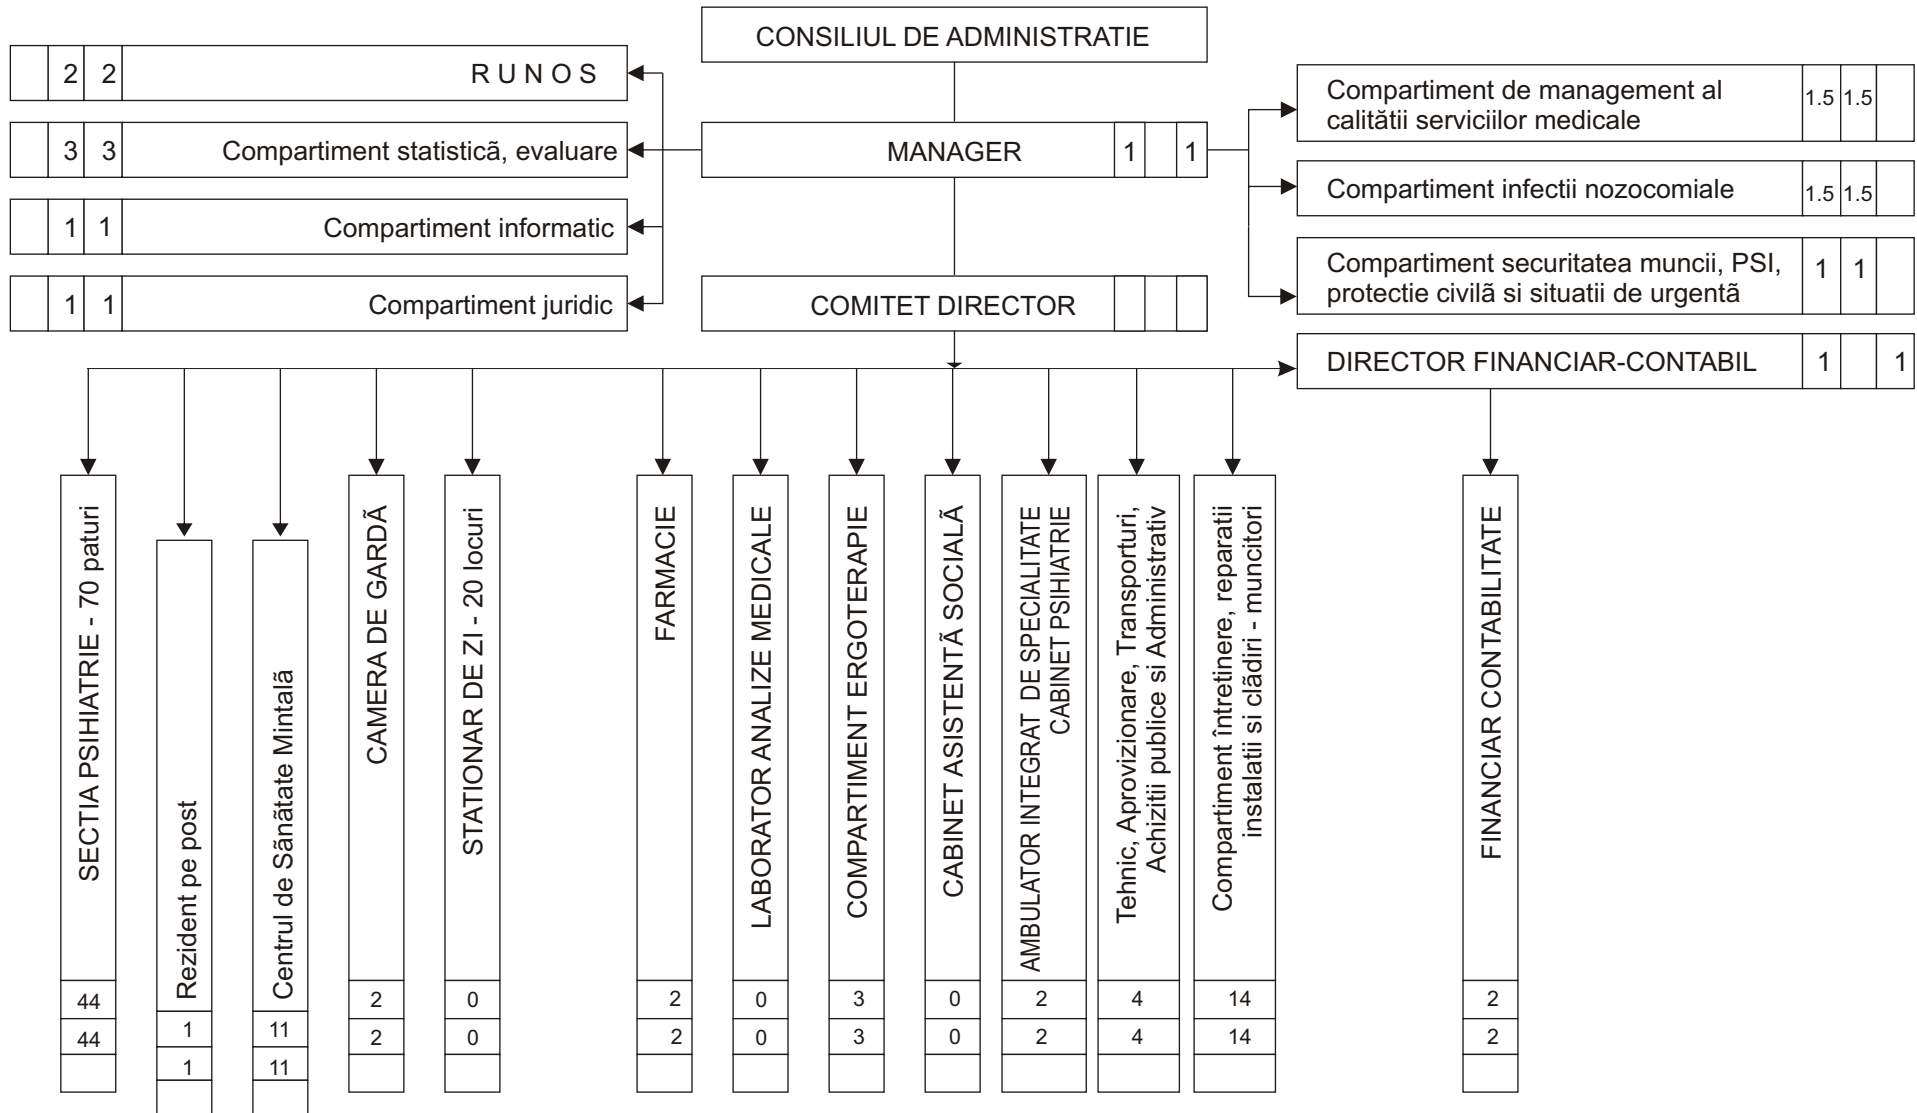 CONSILIUL DE ADMINISTRATIE
2 2 R U N O S
3 3 Compartiment statisticã, evaluare
1 1 Compartiment informatic
1 1 Compartiment juridic
MANAGER 1 1
COMITET DIRECTOR
Compartiment de management al
calitãtii serviciilor medicale
1.5 1.5
Compartiment infectii nozocomiale
1.5 1.5
Compartiment securitatea muncii, PSI,
protectie civilã si situatii de urgentã
1 1
DIRECTOR FINANCIAR-CONTABIL 1 1
SECTIA PSIHIATRIE - 70 paturi
44
44
Rezident pe post
1
1
Centrul de Sãnãtate Mintalã
11
11
CAMERA DE GARDÃ
2
2
STATIONAR DE ZI - 20 locuri
0
0
FARMACIE
2
2
LABORATOR ANALIZE MEDICALE
0
0
COMPARTIMENT ERGOTERAPIE
3
3
CABINET ASISTENTÃ SOCIALÃ
0
0
AMBULATOR INTEGRAT DE SPECIALITATE
CABINET PSIHIATRIE
2
2
Tehnic, Aprovizionare, Transporturi,
Achizitii publice si Administrativ
4
4
Compartiment întretinere, reparatii
instalatii si clãdiri - muncitori
14
14
FINANCIAR CONTABILITATE
2
2